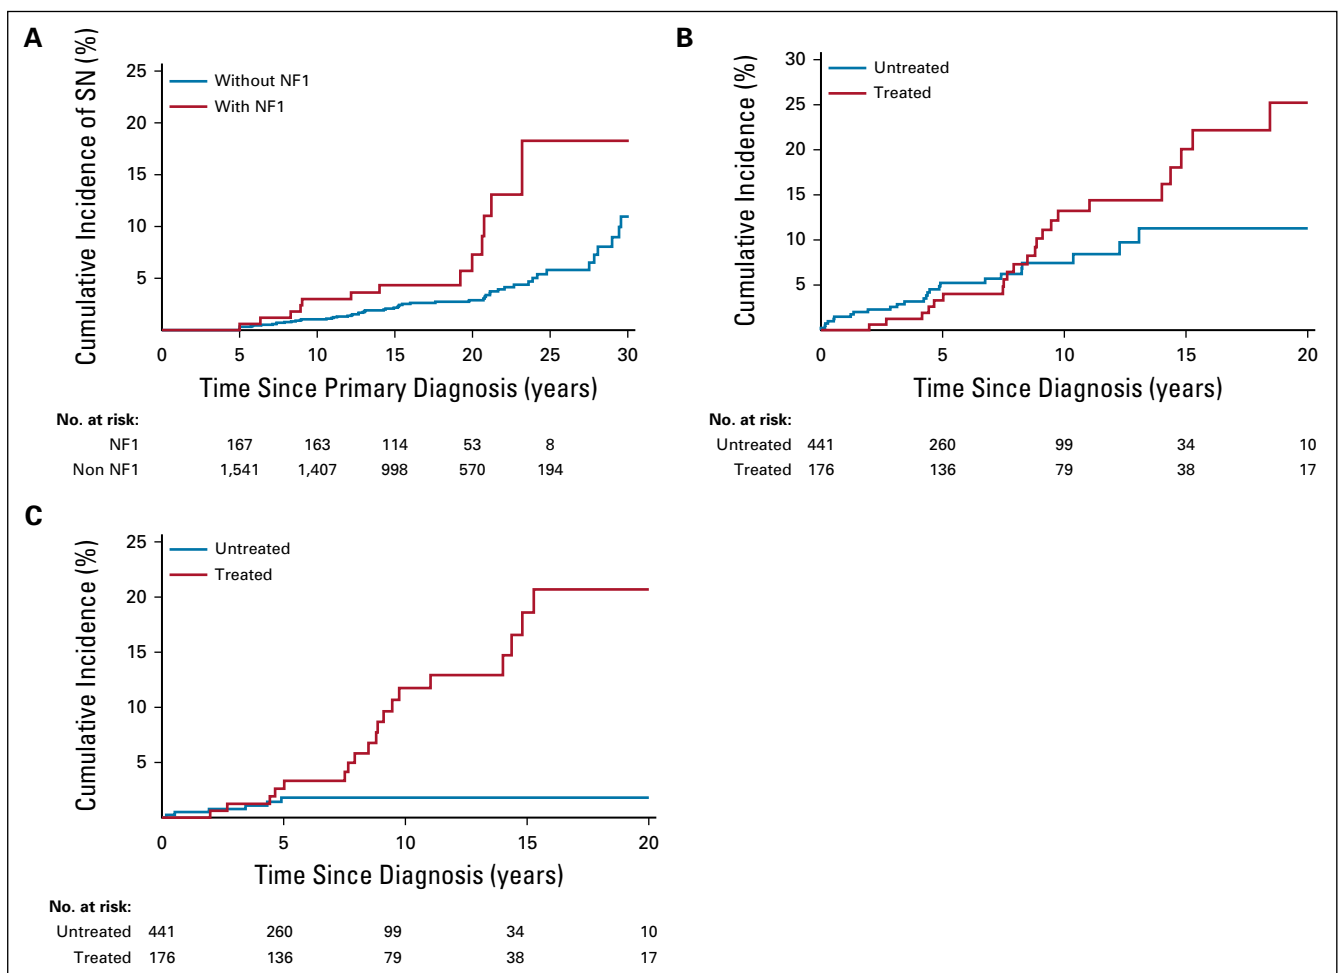 A
Cumulative Incidence of SN (%)
25
20
15
10
5
Without NF1
With NF1
0 5 10 15 20 25 30
Time Since Primary Diagnosis (years)
No. at risk:
NF1 167 163 114 53 8
Non NF1 1,541 1,407 998 570 194
B
Cumulative Incidence (%)
30
25
20
15
10
5
Untreated
Treated
0 5 10 15 20
Time Since Diagnosis (years)
No. at risk:
Untreated 441 260 99 34 10
Treated 176 136 79 38 17
C
Cumulative Incidence (%)
25
20
15
10
5
Untreated
Treated
0 5 10 15 20
Time Since Diagnosis (years)
No. at risk:
Untreated 441 260 99 34 10
Treated 176 136 79 38 17